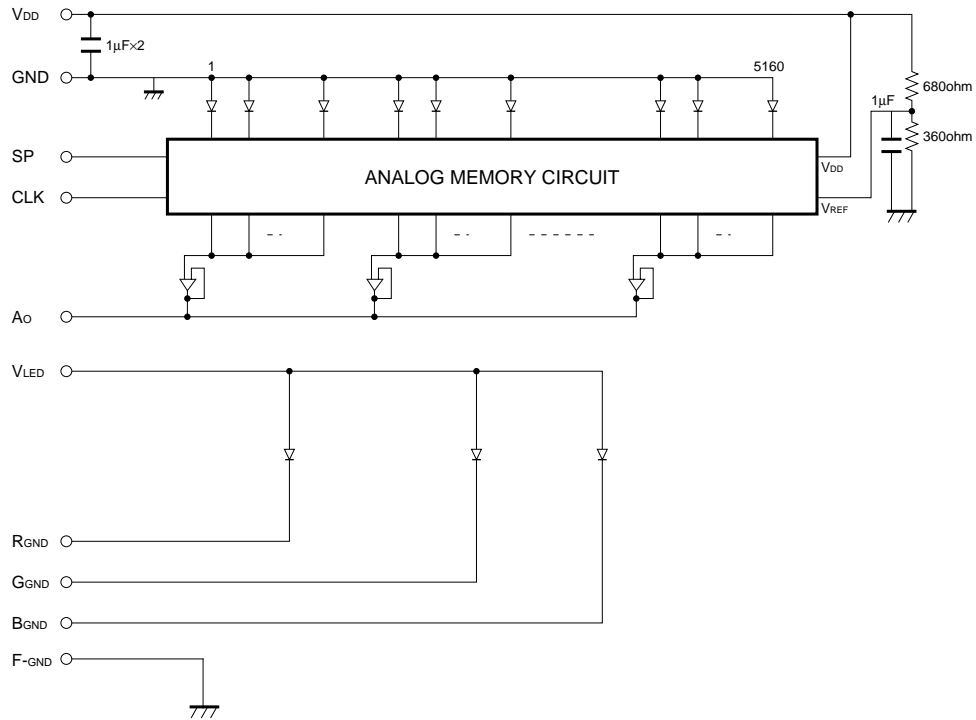 VDD
1μF×2
GND
1
5160
680ohm
1μF
360ohm
SP
ANALOG MEMORY CIRCUIT
VDD
CLK
VREF
AO
VLED
RGND
GGND
BGND
F-GND